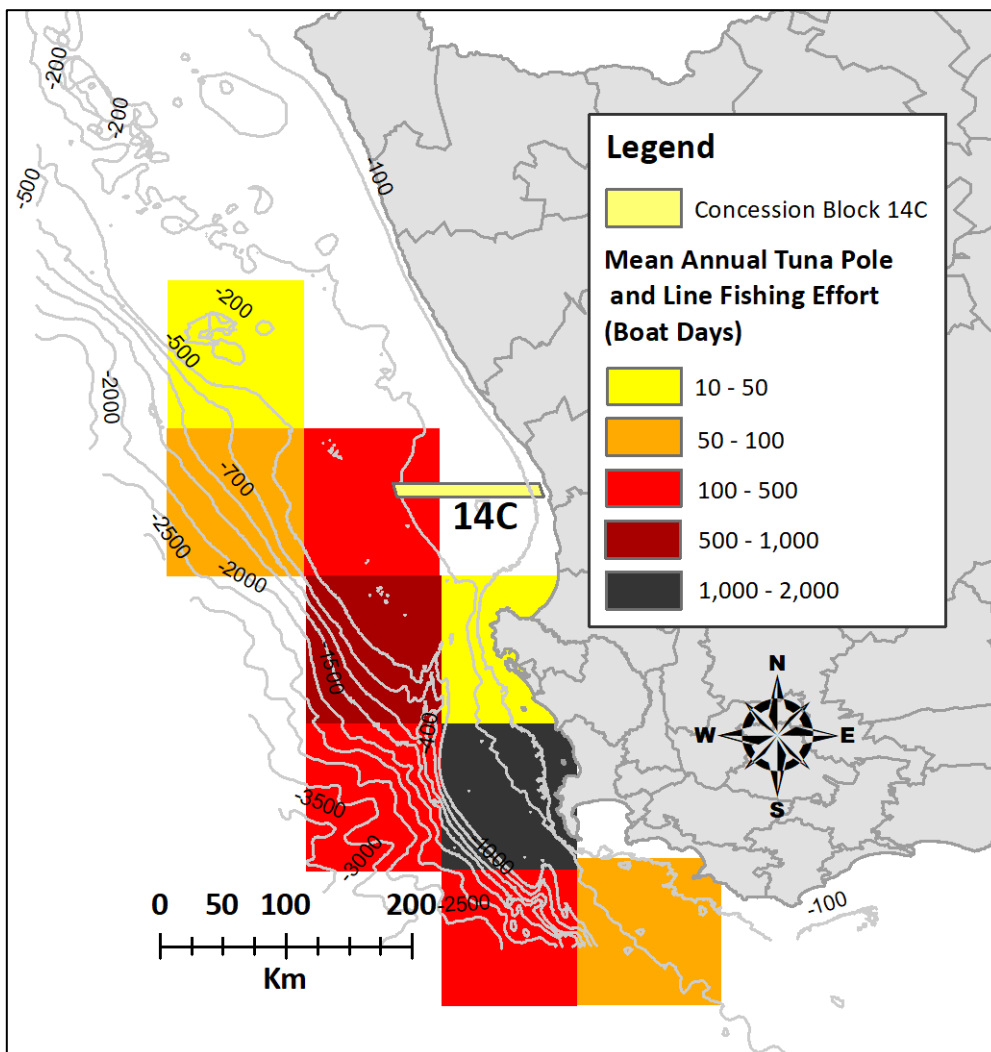 -200
-200
-500
-100
Legend
Concession Block 14C
Mean Annual Tuna Pole
and Line Fishing Effort
(Boat Days)
10 - 50
50 - 100
100 - 500
500 - 1,000
1,000 - 2,000
-200
-500
-2000
-700
14C
-2500
-2000
-1500
-400
N
W
E
S
-3500
-3000
1000
-2500
-100
0 50 100 200
Km